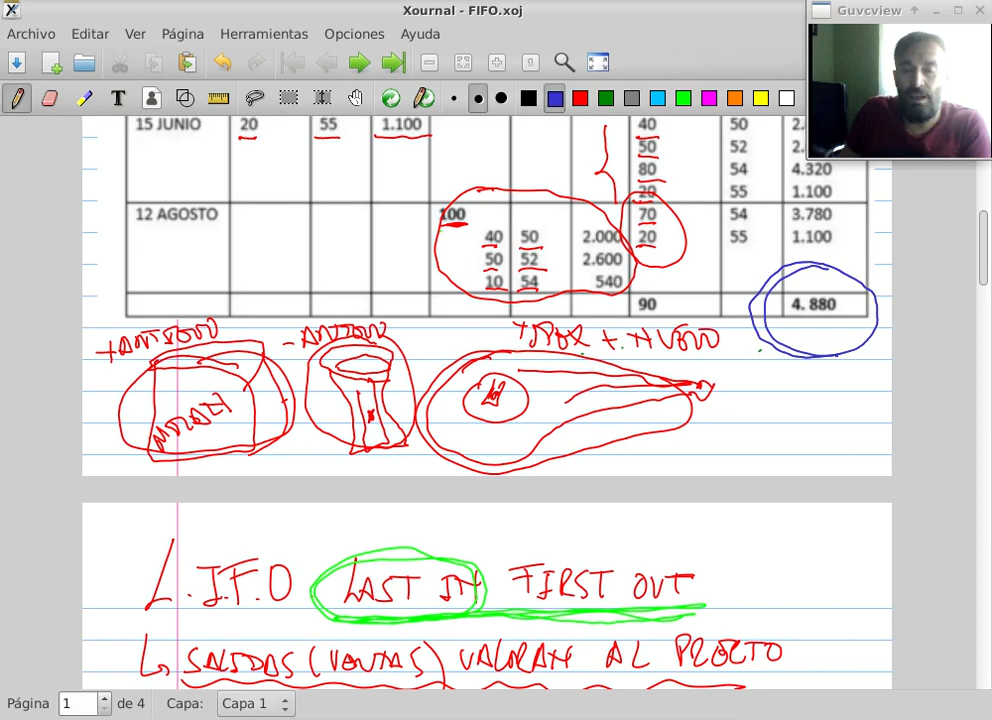 Xournal - FIFO.xoj
Guvcview
Archivo Editar Ver Página Herramientas Opciones Ayuda
15 JUNIO 20 55 1.100 40 50 2.
50 52 2.
80 54 4.320
20 55 1.100
12 AGOSTO 100 70 54 3.780
40 50 2.000 20 55 1.100
50 52 2.600
10 54 540
90 4. 880
L.I.F.O LAST IN FIRST OUT
SALIDAS (VENTAS) VALORAN AL PRECIO
Página 1 de 4 Capa: Capa 1